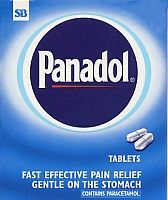 SB
Panadol
TABLETS
FAST EFFECTIVE PAIN RELIEF
GENTLE ON THE STOMACH
CONTAINS PARACETAMOL